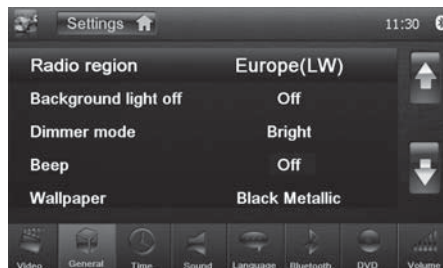 Settings 11:30
Radio region Europe(LW)
Background light off Off
Dimmer mode Bright
Beep Off
Wallpaper Black Metallic
Video General Time Sound Language Bluetooth DVD Volume